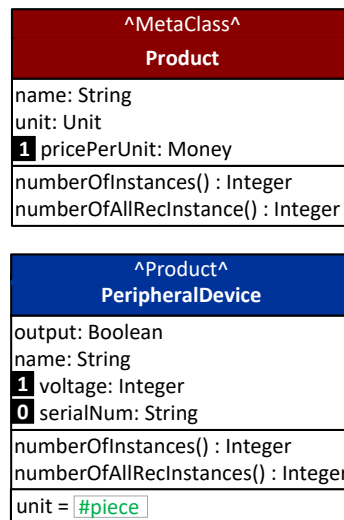 ^MetaClass^
Product
name: String
unit: Unit
1 pricePerUnit: Money
numberOfInstances() : Integer
numberOfAllRecInstance() : Integer
^Product^
PeripheralDevice
output: Boolean
name: String
1 voltage: Integer
0 serialNum: String
numberOfInstances() : Integer
numberOfAllRecInstances() : Integer
unit = #piece